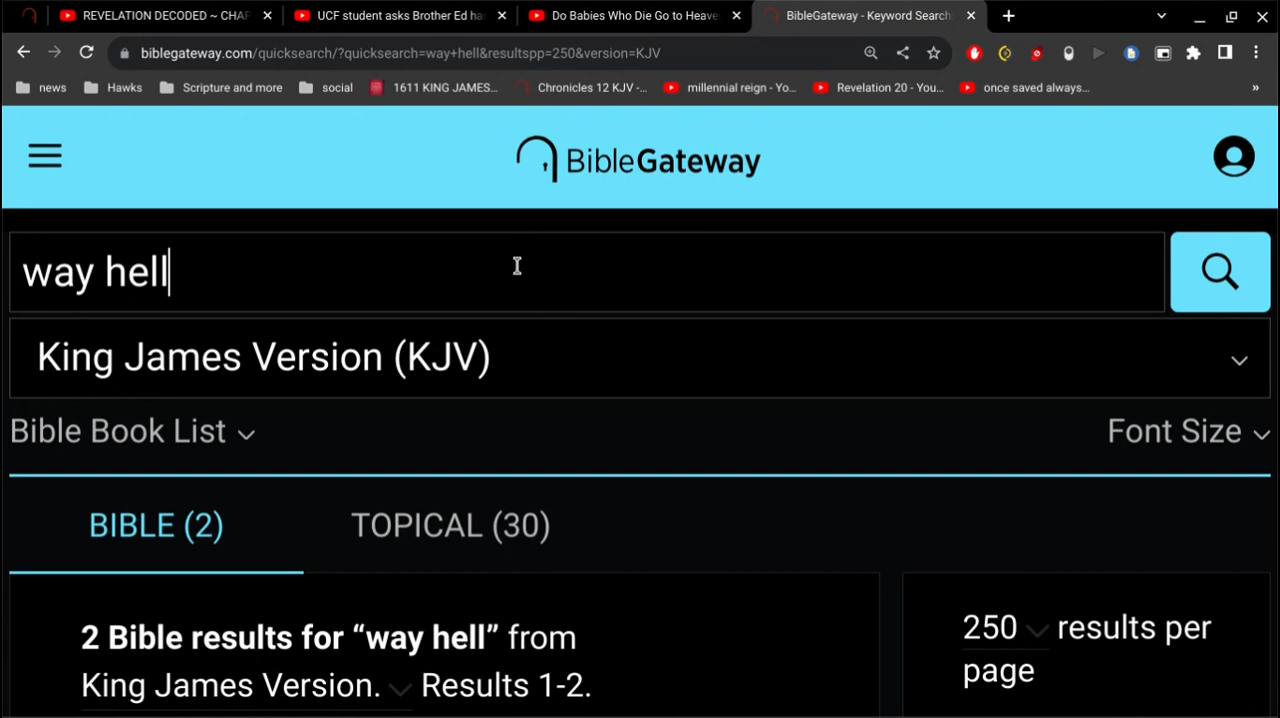 REVELATION DECODED ~ CHAP
UCF student asks Brother Ed ha
Do Babies Who Die Go to Heave
BibleGateway - Keyword Search:
biblegateway.com/quicksearch/?quicksearch=way+hell&resultspp=250&version=KJV
news
Hawks
Scripture and more
social
1611 KING JAMES...
Chronicles 12 KJV -...
millennial reign - Yo...
Revelation 20 - You...
once saved always...
»
BibleGateway
way hell
King James Version (KJV)
Bible Book List
Font Size
BIBLE (2)
TOPICAL (30)
2 Bible results for “way hell” from
King James Version. Results 1-2.
250 results per
page